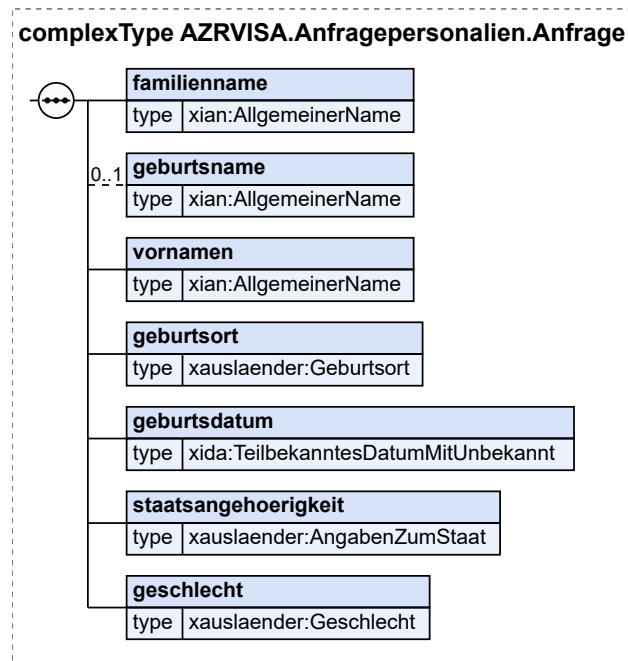 complexType AZRVISA.Anfragepersonalien.Anfrage
familienname
type xian:AllgemeinerName
0..1 geburtsname
type xian:AllgemeinerName
vornamen
type xian:AllgemeinerName
geburtsort
type xauslaender:Geburtsort
geburtsdatum
type xida:TeilbekanntesDatumMitUnbekannt
staatsangehoerigkeit
type xauslaender:AngabenZumStaat
geschlecht
type xauslaender:Geschlecht